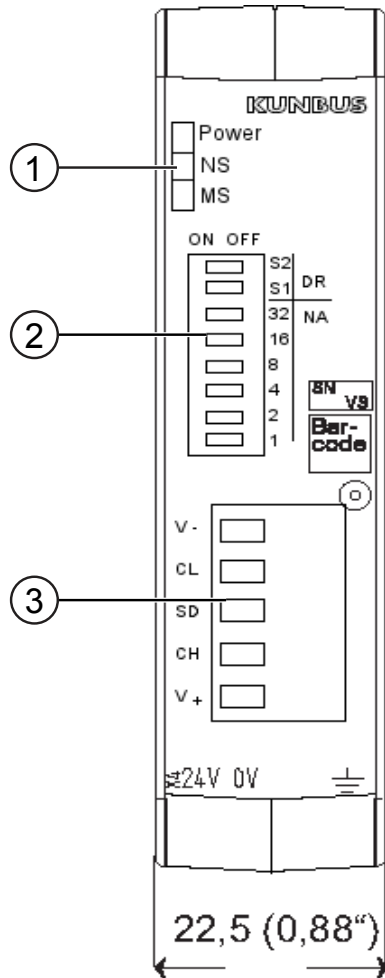 KUNBUS
Power
1 NS
MS
ON OFF
S2
S1 DR
32 NA
2 16
8
4
2
1
SN
VS
Bar-
code
V -
CL
3 SD
CH
V +
24V 0V
22,5 (0,88“)